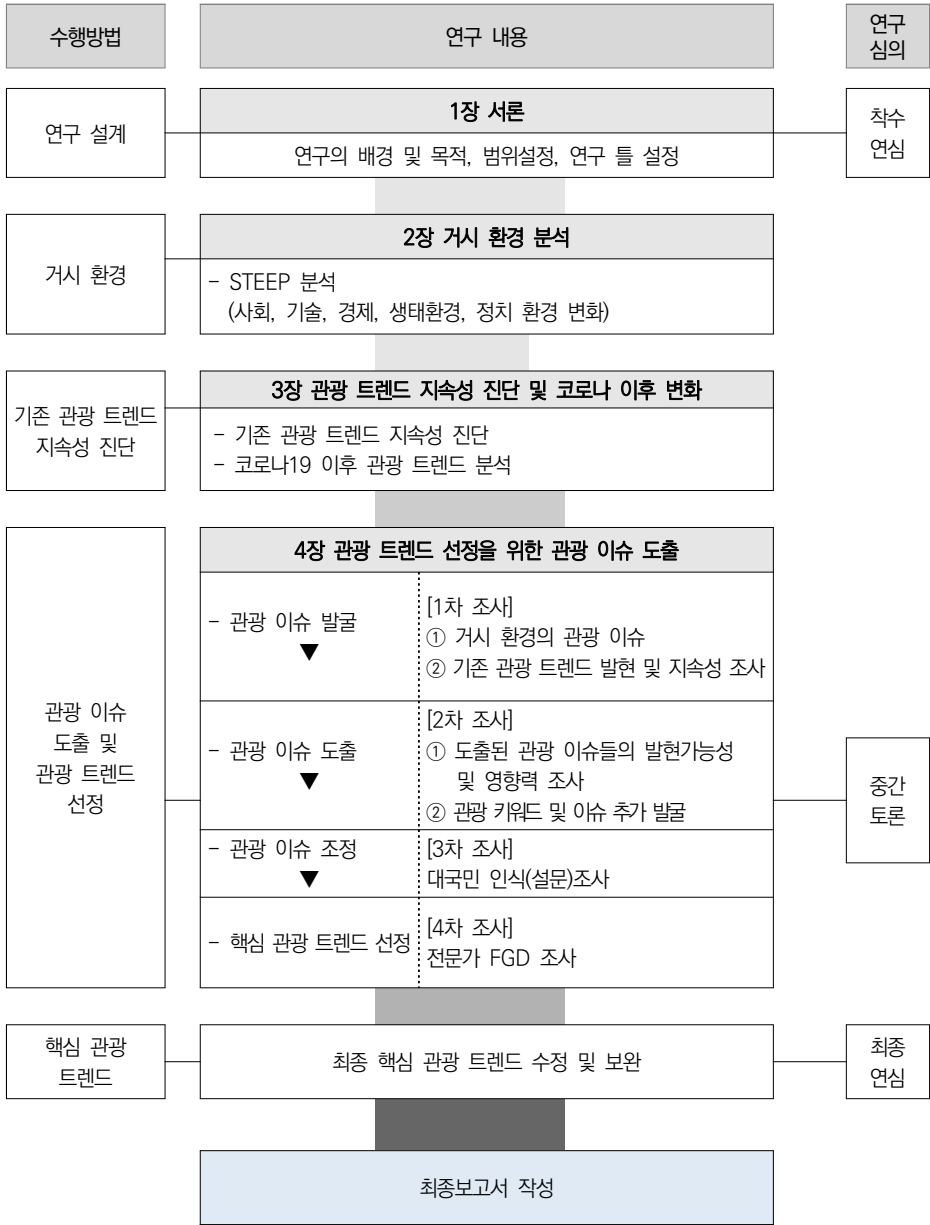 수행방법
연구 내용
연구
심의
연구 설계
1장 서론
연구의 배경 및 목적, 범위설정, 연구 틀 설정
착수
연심
거시 환경
2장 거시 환경 분석
- STEEP 분석
(사회, 기술, 경제, 생태환경, 정치 환경 변화)
기존 관광 트렌드
지속성 진단
3장 관광 트렌드 지속성 진단 및 코로나 이후 변화
- 기존 관광 트렌드 지속성 진단
- 코로나19 이후 관광 트렌드 분석
관광 이슈
도출 및
관광 트렌드
선정
4장 관광 트렌드 선정을 위한 관광 이슈 도출
- 관광 이슈 발굴
▼
[1차 조사]
① 거시 환경의 관광 이슈
② 기존 관광 트렌드 발현 및 지속성 조사
- 관광 이슈 도출
▼
[2차 조사]
① 도출된 관광 이슈들의 발현가능성
및 영향력 조사
② 관광 키워드 및 이슈 추가 발굴
- 관광 이슈 조정
▼
[3차 조사]
대국민 인식(설문)조사
- 핵심 관광 트렌드 선정
[4차 조사]
전문가 FGD 조사
중간
토론
핵심 관광
트렌드
최종 핵심 관광 트렌드 수정 및 보완
최종
연심
최종보고서 작성